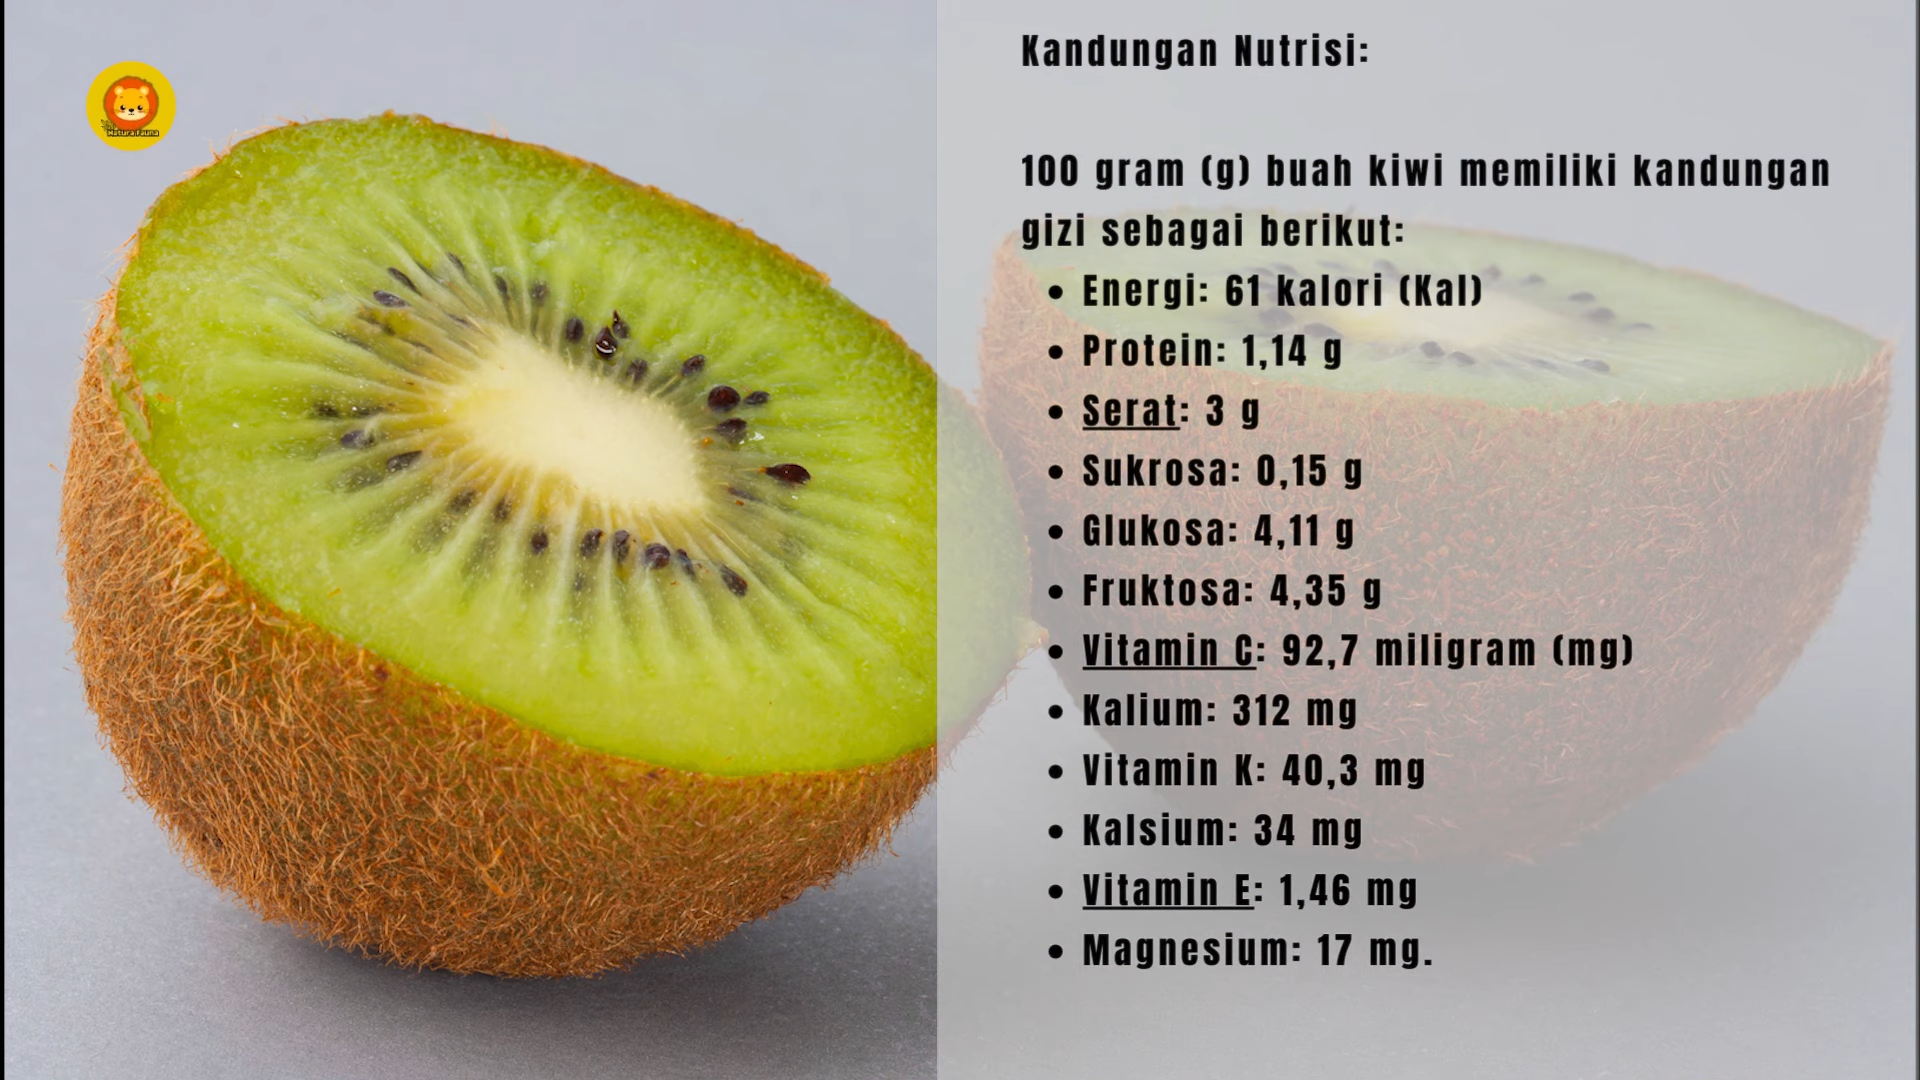 Natura Fauna
Kandungan Nutrisi:
100 gram (g) buah kiwi memiliki kandungan
gizi sebagai berikut:
• Energi: 61 kalori (Kal)
• Protein: 1,14 g
• Serat: 3 g
• Sukrosa: 0,15 g
• Glukosa: 4,11 g
• Fruktosa: 4,35 g
• Vitamin C: 92,7 miligram (mg)
• Kalium: 312 mg
• Vitamin K: 40,3 mg
• Kalsium: 34 mg
• Vitamin E: 1,46 mg
• Magnesium: 17 mg.